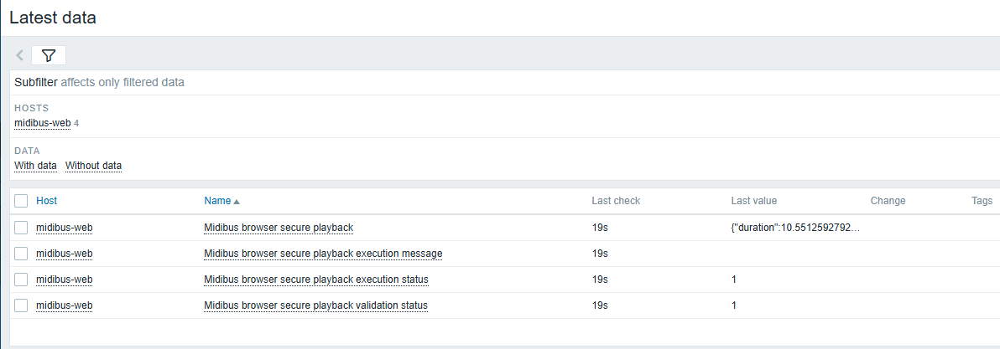 Latest data
Subfilter affects only filtered data
HOSTS
midibus-web 4
DATA
With data Without data
Host Name Last check Last value Change Tags
midibus-web Midibus browser secure playback 19s {"duration":10.5512592792...
midibus-web Midibus browser secure playback execution message 19s
midibus-web Midibus browser secure playback execution status 19s 1
midibus-web Midibus browser secure playback validation status 19s 1